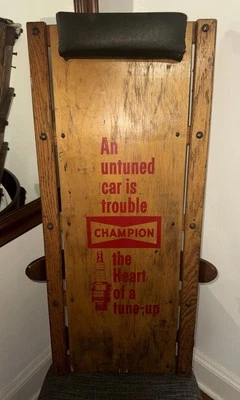 An
untuned
car is
trouble
CHAMPION
the
Heart
of a
tune-up